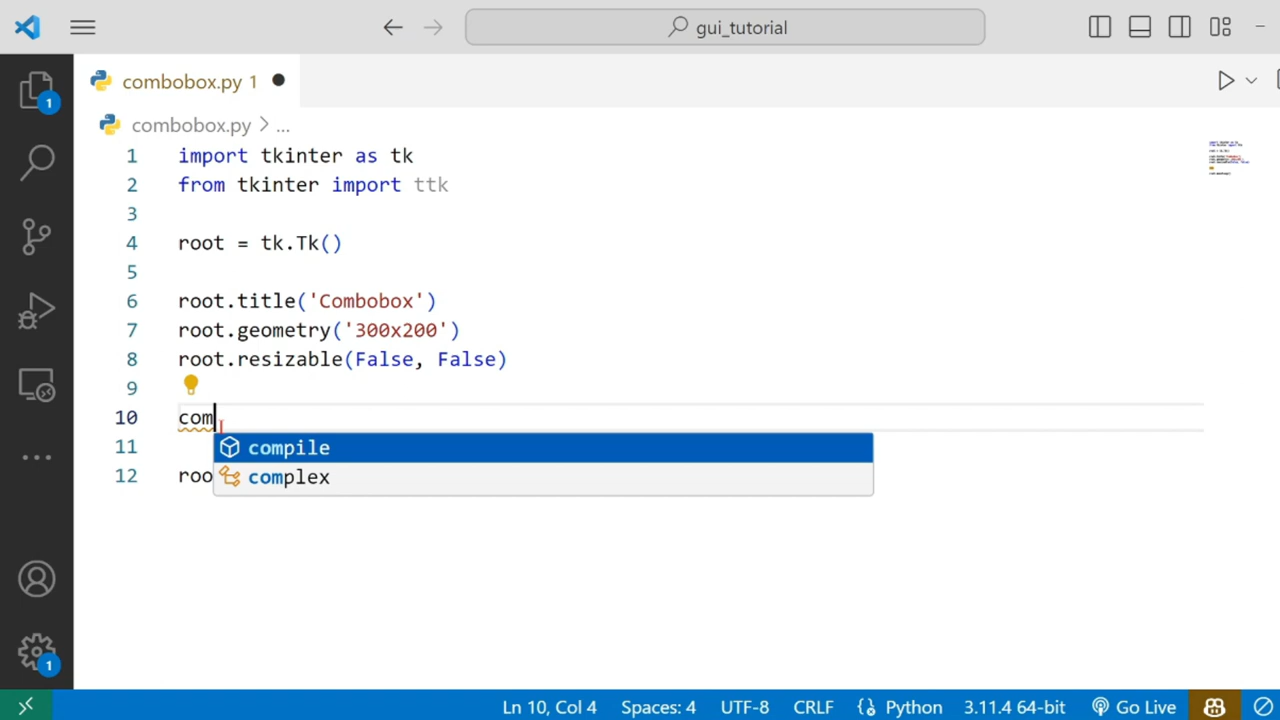 gui_tutorial
combobox.py 1
1
combobox.py > ...
1 import tkinter as tk
2 from tkinter import ttk
3
4 root = tk.Tk()
5
6 root.title('Combobox')
7 root.geometry('300x200')
8 root.resizable(False, False)
9
10 com
11 compile
12 roo complex
1
Ln 10, Col 4 Spaces: 4 UTF-8 CRLF Python 3.11.4 64-bit Go Live